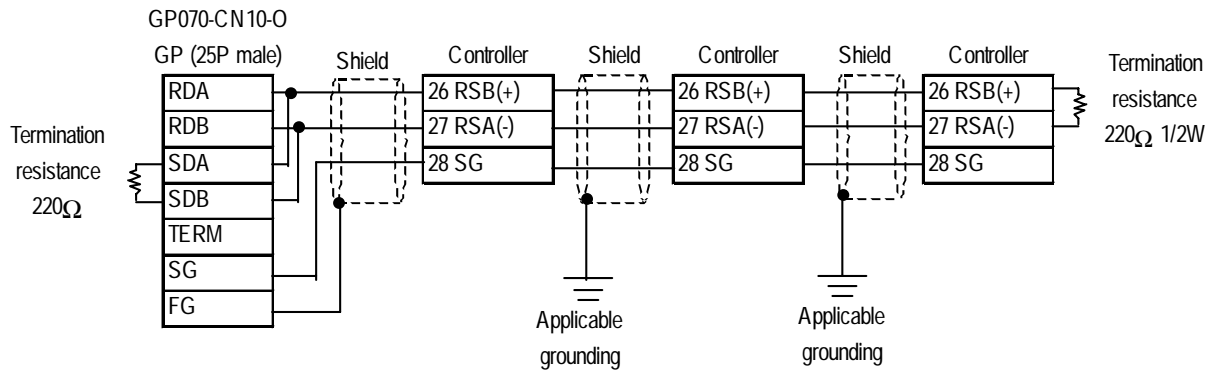 GP070-CN10-O
GP (25P male)
Shield
Controller
Shield
Controller
Shield
Controller
RDA
RDB
SDA
SDB
TERM
SG
FG
Termination
resistance
220Ω
26 RSB(+)
27 RSA(-)
28 SG
26 RSB(+)
27 RSA(-)
28 SG
26 RSB(+)
27 RSA(-)
28 SG
Termination
resistance
220Ω 1/2W
Applicable
grounding
Applicable
grounding